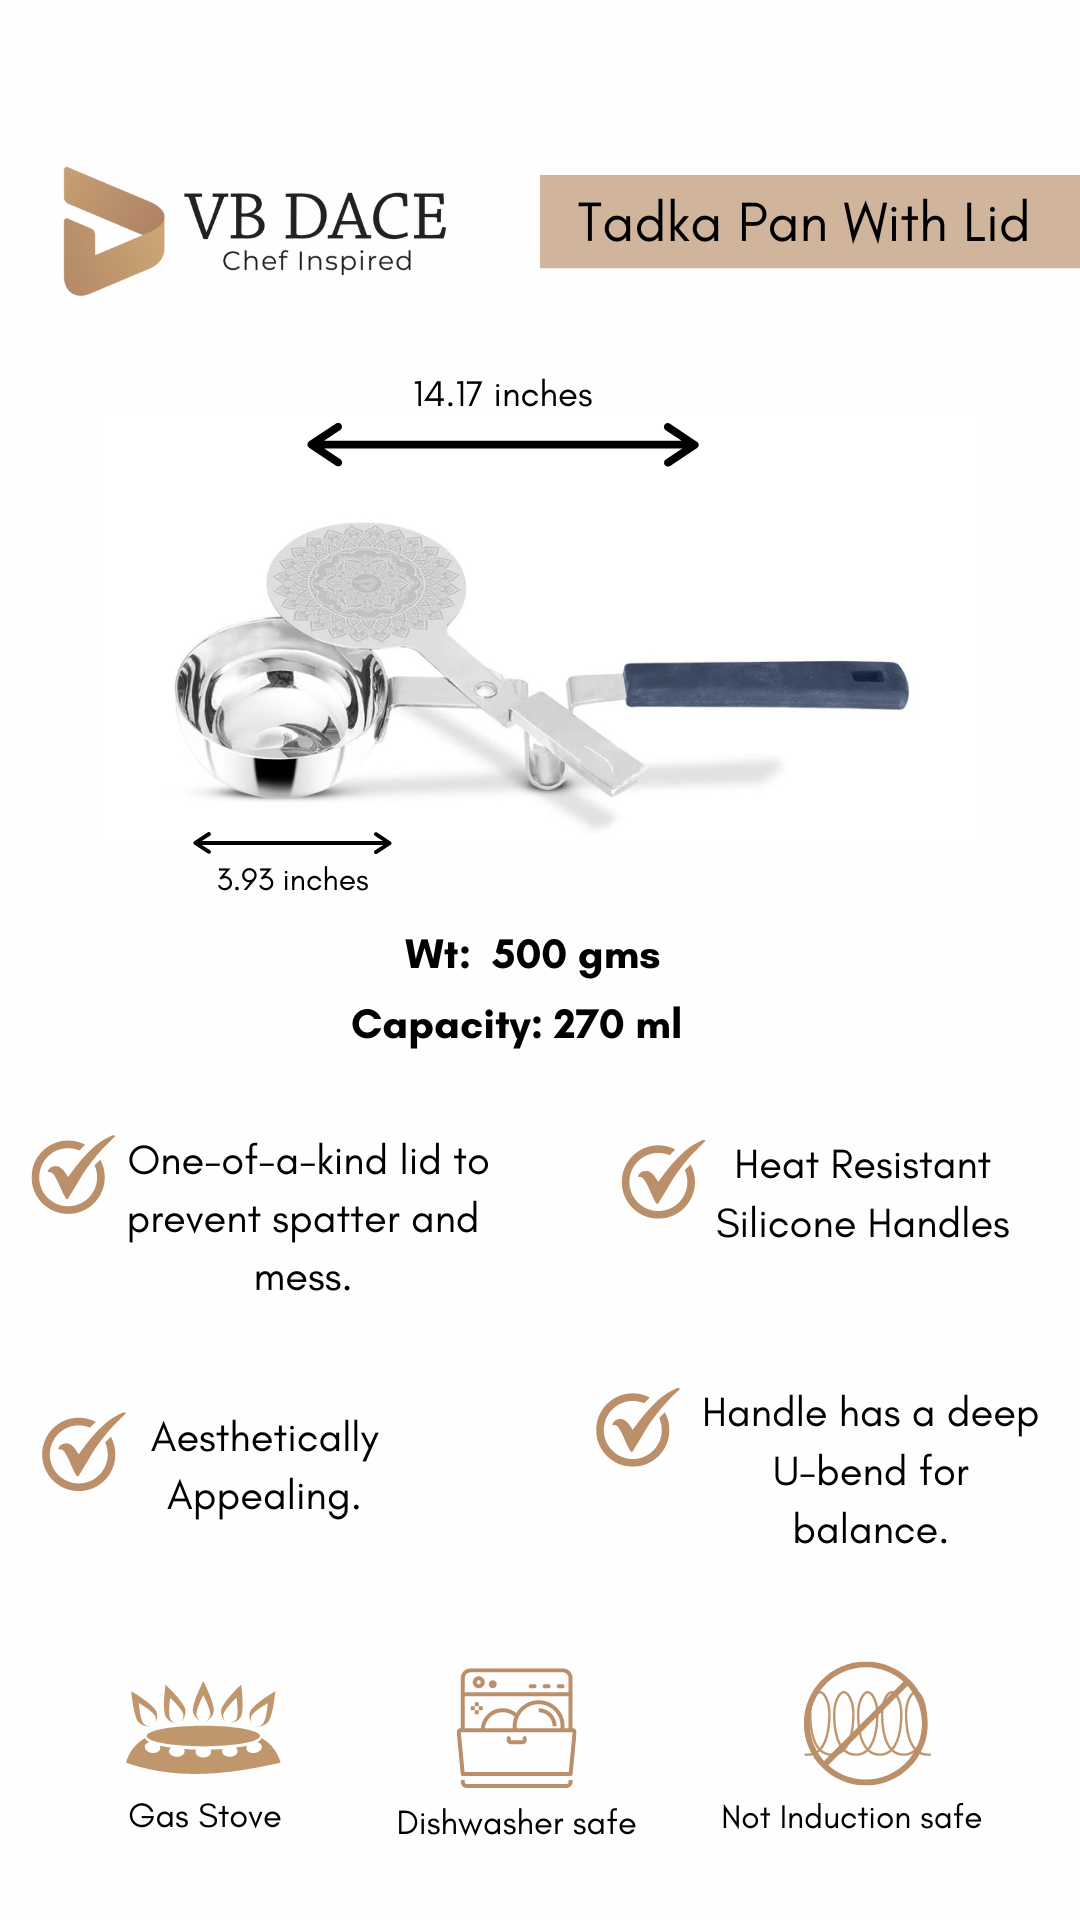 VB DACE
Chef Inspired
Tadka Pan With Lid
14.17 inches
3.93 inches
Wt: 500 gms
Capacity: 270 ml
One-of-a-kind lid to
prevent spatter and
mess.
Heat Resistant
Silicone Handles
Aesthetically
Appealing.
Handle has a deep
U-bend for
balance.
Gas Stove
Dishwasher safe
Not Induction safe